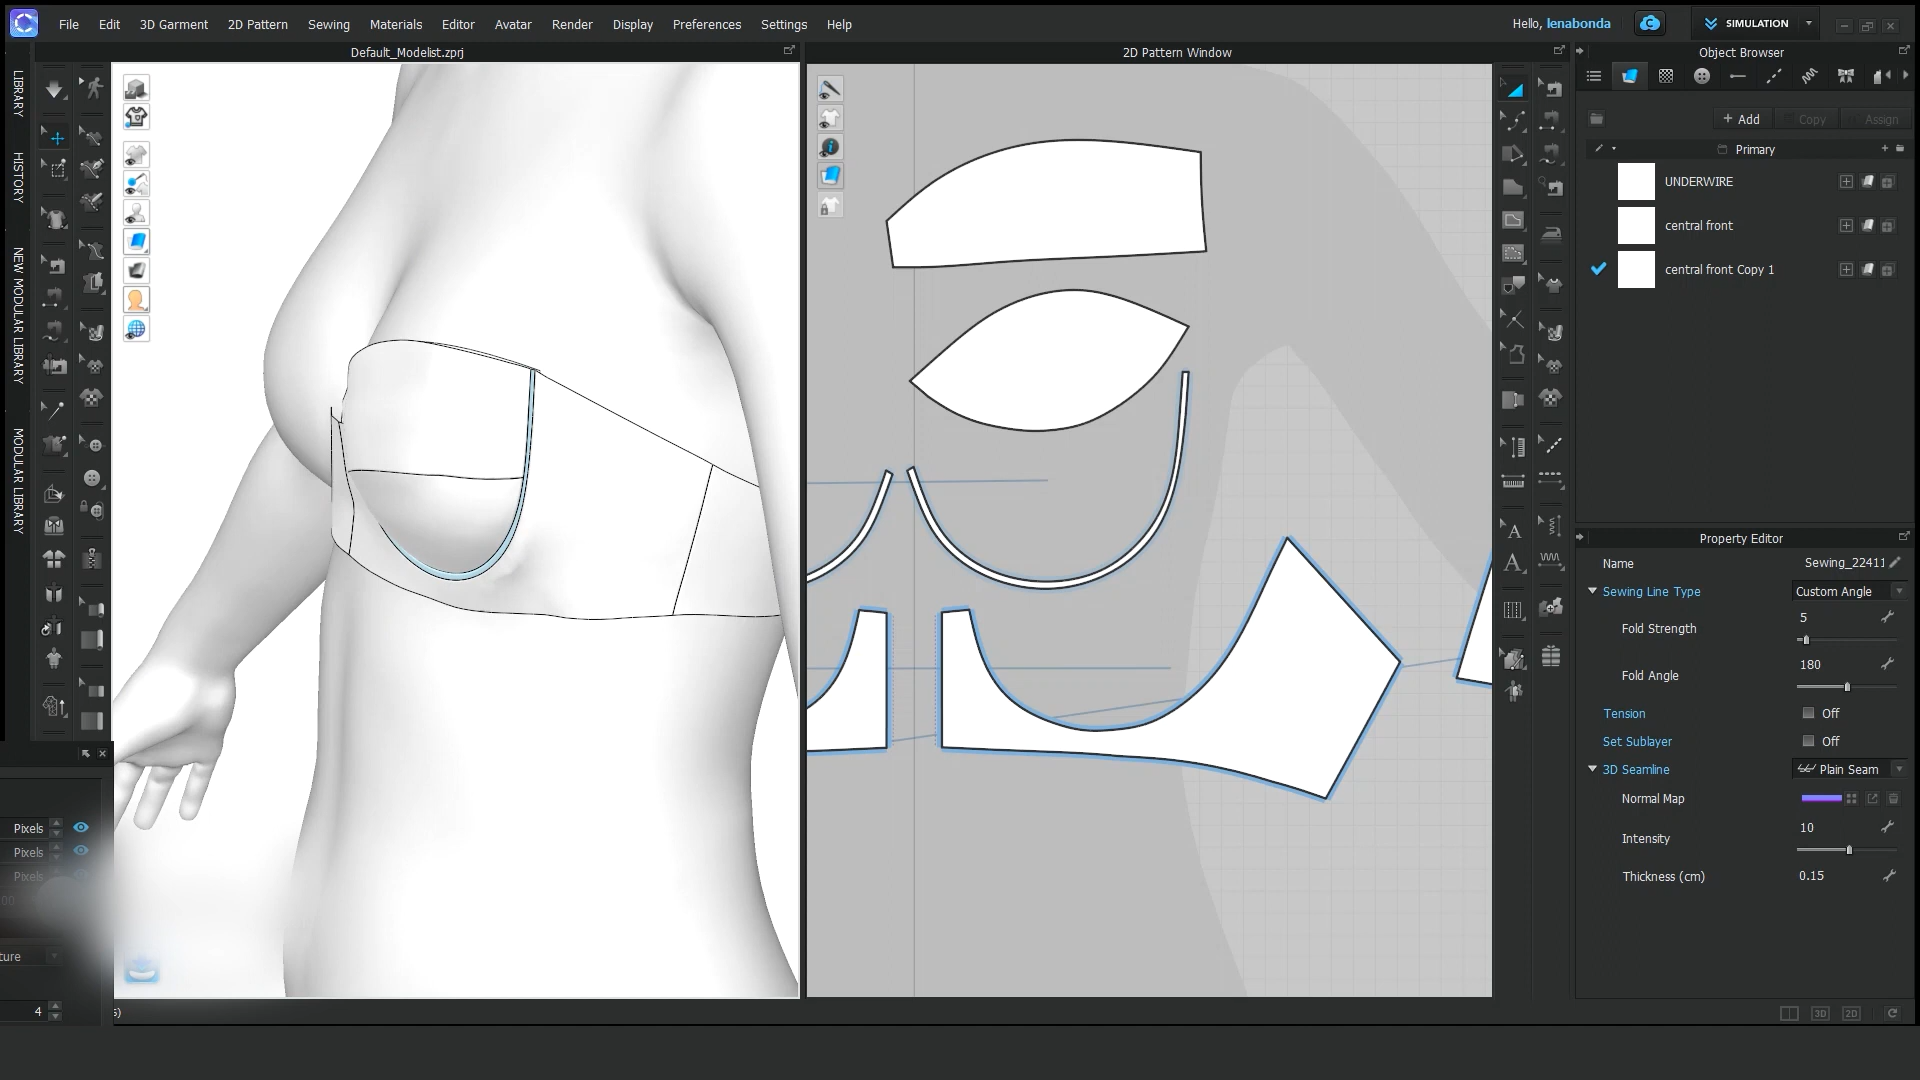 File Edit 3D Garment 2D Pattern Sewing Materials Editor Avatar Render Display Preferences Settings Help
Hello, lenabonda
SIMULATION
Default_Modelist.zprj
2D Pattern Window
Object Browser
LIBRARY
HISTORY
NEW MODULAR LIBRARY
MODULAR LIBRARY
+ Add Copy Assign
Primary
UNDERWIRE
central front
central front Copy 1
Property Editor
Name Sewing_22411
Sewing Line Type Custom Angle
Fold Strength 5
Fold Angle 180
Tension Off
Set Sublayer Off
3D Seamline Plain Seam
Normal Map
Intensity 10
Thickness (cm) 0.15
Pixels
Pixels
Pixels
00
ture
4
s)
3D 2D